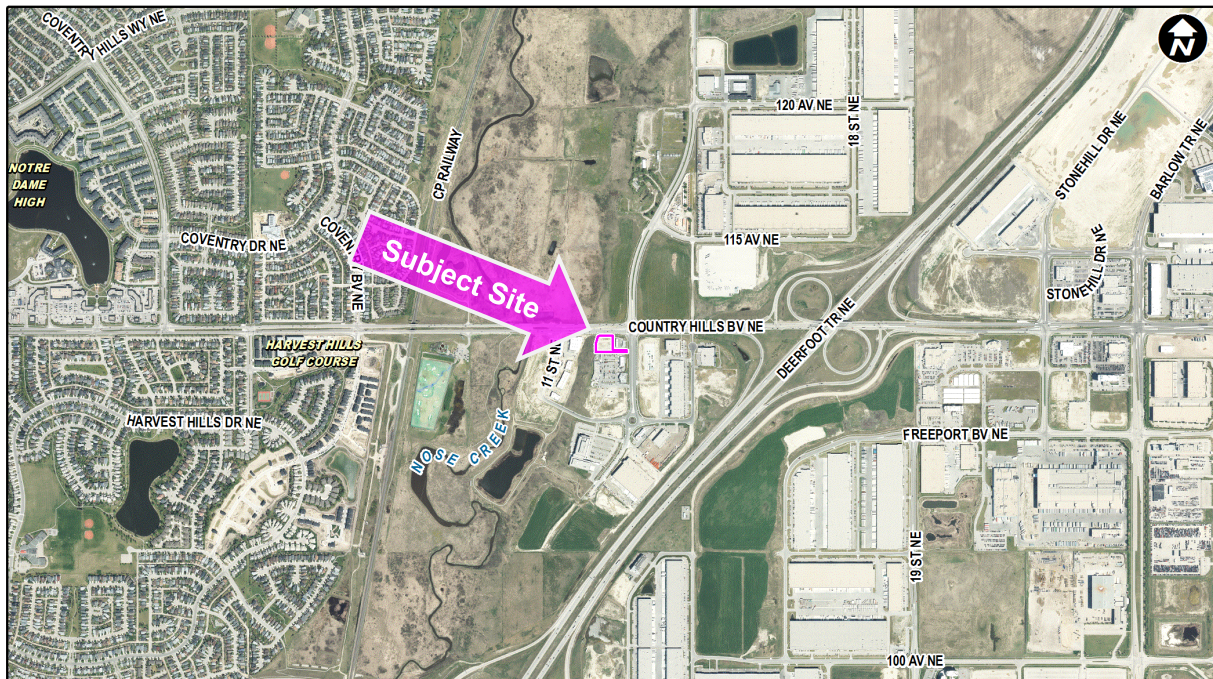 COVENTRY HILLS WY NE
N
120 AV NE
18 ST NE
STONEHILL DR NE
BARLOW TR NE
CP RAILWAY
NOTRE
DAME
HIGH
COVENTRY DR NE
COVENTRY BV NE
115 AV NE
Subject Site
STONEHILL DR NE
COUNTRY HILLS BV NE
DEERFOOT TR NE
HARVEST HILLS
GOLF COURSE
11 ST NE
HARVEST HILLS DR NE
NOSE CREEK
FREEPORT BV NE
19 ST NE
100 AV NE